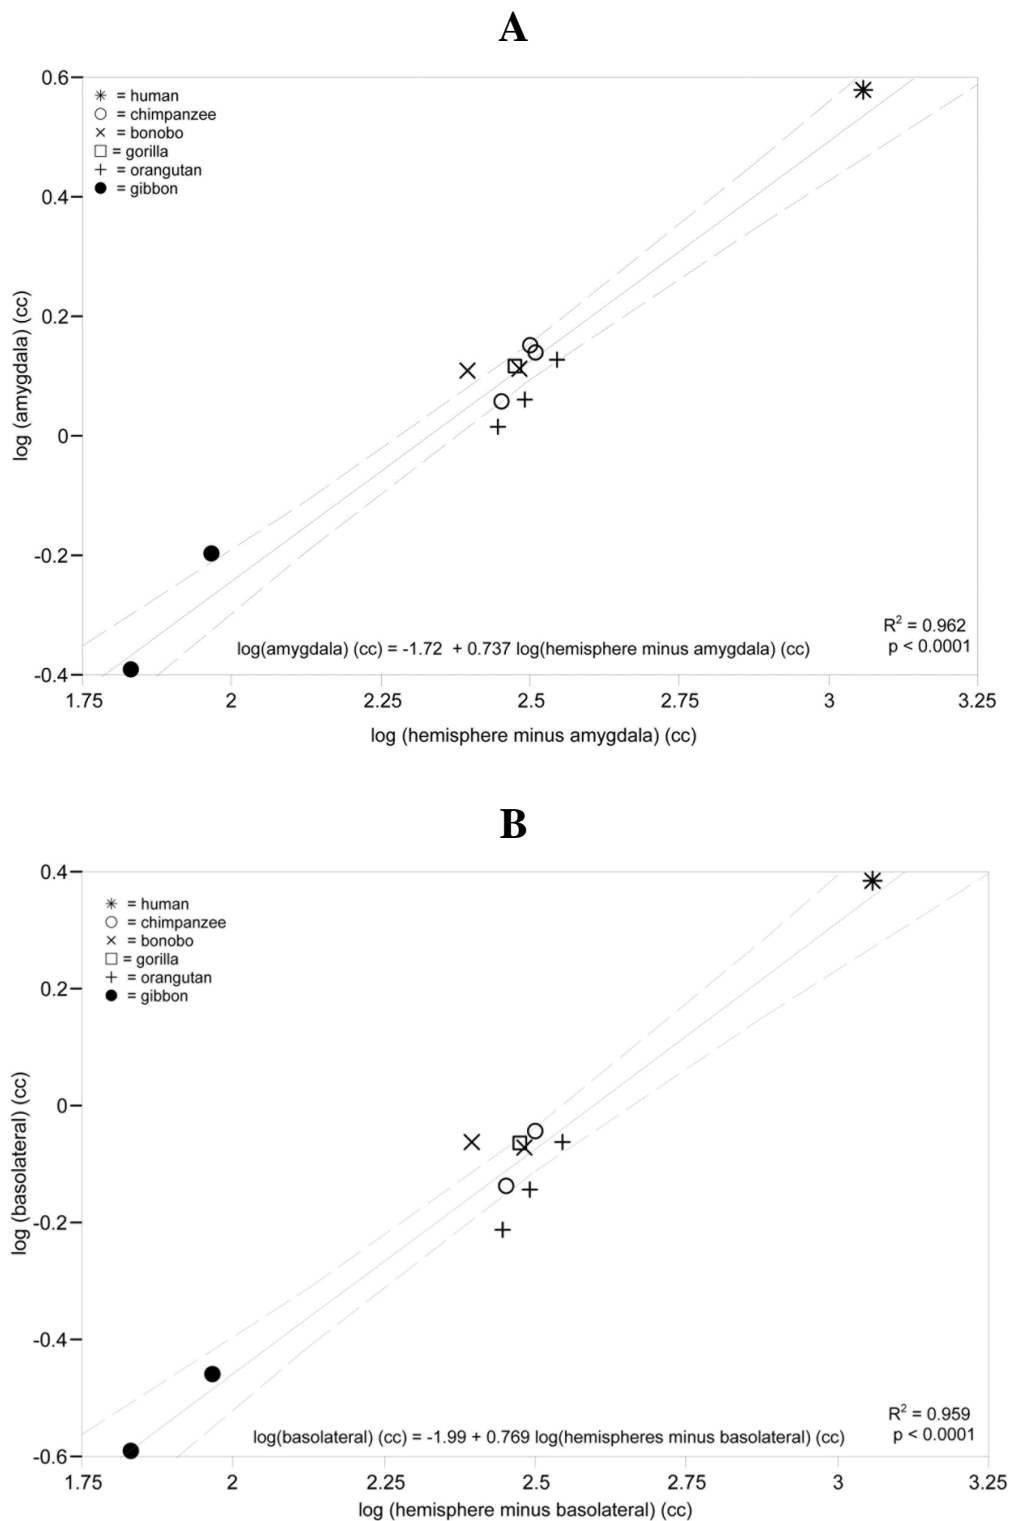 A
0.6
0.4
0.2
0
-0.2
-0.4
log (amygdala) (cc)
= human
= chimpanzee
= bonobo
= gorilla
= orangutan
= gibbon
R² = 0.962
p < 0.0001
log(amygdala) (cc) = -1.72 + 0.737 log(hemisphere minus amygdala) (cc)
1.75 2 2.25 2.5 2.75 3 3.25
log (hemisphere minus amygdala) (cc)
B
0.4
0.2
0
-0.2
-0.4
-0.6
log (basolateral) (cc)
= human
= chimpanzee
= bonobo
= gorilla
= orangutan
= gibbon
R² = 0.959
p < 0.0001
log(basolateral) (cc) = -1.99 + 0.769 log(hemispheres minus basolateral) (cc)
1.75 2 2.25 2.5 2.75 3 3.25
log (hemisphere minus basolateral) (cc)